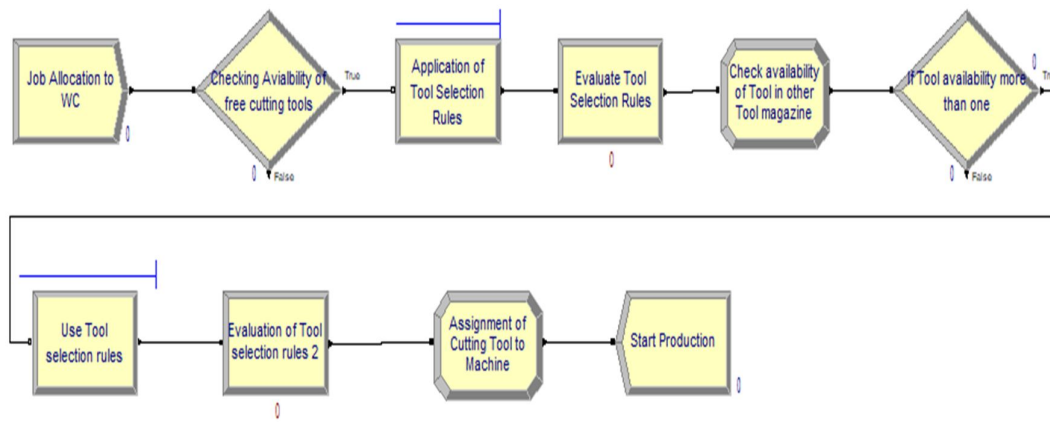 Job Allocation to
WC
0
Checking Avialbility of
free cutting tools
True
0
False
Application of
Tool Selection
Rules
Evaluate Tool
Selection Rules
0
Check availability
of Tool in other
Tool magazine
If Tool availability more
than one
0
Tr
0
False
Use Tool
selection rules
Evaluation of Tool
selection rules 2
0
Assignment of
Cutting Tool to
Machine
Start Production
0